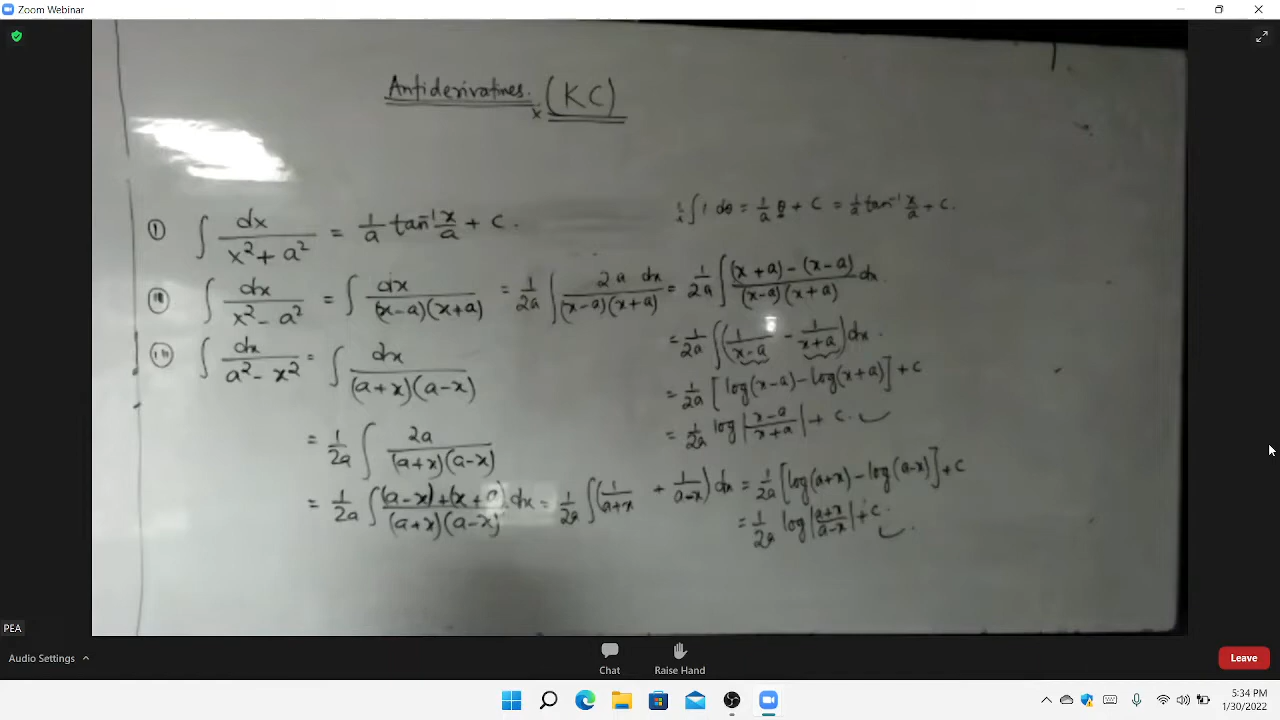 Zoom Webinar
Antiderivatives. (KC)
x
(i) ∫ dx/(x² + a²) = 1/a tan⁻¹ x/a + c.
1/a ∫ 1 dθ = 1/a θ + c = 1/a tan⁻¹ x/a + c.
(ii) ∫ dx/(x² - a²) = ∫ dx/((x-a)(x+a)) = 1/2a ∫ 2a dx/((x-a)(x+a)) = 1/2a ∫ ((x+a)-(x-a))/((x-a)(x+a)) dx
= 1/2a ∫ (1/(x-a) - 1/(x+a)) dx.
= 1/2a [log(x-a) - log(x+a)] + c
= 1/2a log |(x-a)/(x+a)| + c.
(iii) ∫ dx/(a² - x²) = ∫ dx/((a+x)(a-x))
= 1/2a ∫ 2a/((a+x)(a-x))
= 1/2a ∫ ((a-x)+(x+a))/((a+x)(a-x)) dx = 1/2a ∫ (1/(a+x) + 1/(a-x)) dx = 1/2a [log(a+x) - log(a-x)] + c
= 1/2a log |(a+x)/(a-x)| + c.
PEA
Audio Settings
Chat
Raise Hand
Leave
5:34 PM
1/30/2022